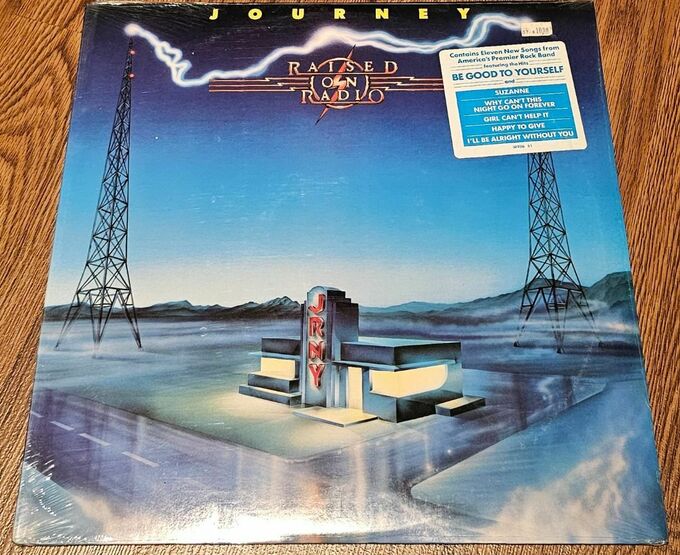 JOURNEY
RAISED
ON
RADIO
Contains Eleven New Songs from
America's Premier Rock Band
featuring the Hits
BE GOOD TO YOURSELF
and
SUZANNE
WHY CAN'T THIS
NIGHT GO ON FOREVER
GIRL CAN'T HELP IT
HAPPY TO GIVE
I'LL BE ALRIGHT WITHOUT YOU
JRNY